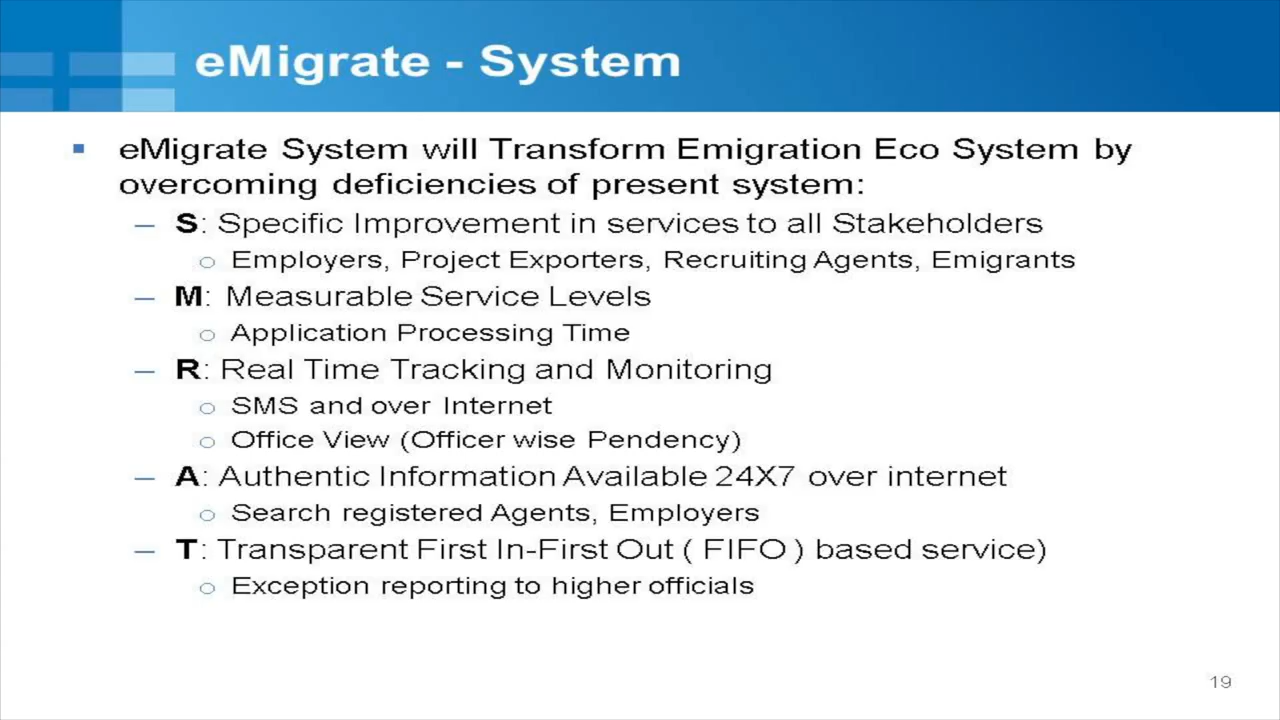 eMigrate - System
▪ eMigrate System will Transform Emigration Eco System by
overcoming deficiencies of present system:
– S: Specific Improvement in services to all Stakeholders
o Employers, Project Exporters, Recruiting Agents, Emigrants
– M: Measurable Service Levels
o Application Processing Time
– R: Real Time Tracking and Monitoring
o SMS and over Internet
o Office View (Officer wise Pendency)
– A: Authentic Information Available 24X7 over internet
o Search registered Agents, Employers
– T: Transparent First In-First Out ( FIFO ) based service)
o Exception reporting to higher officials
19